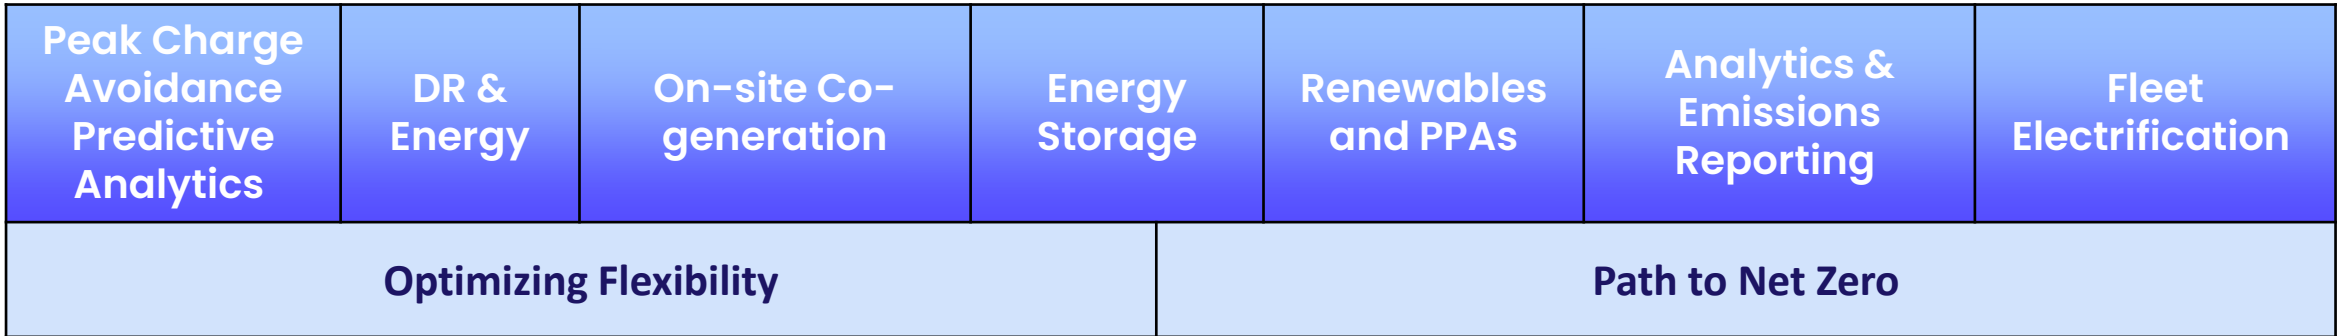 Peak Charge
Avoidance
Predictive
Analytics
DR &
Energy
On-site Co-
generation
Energy
Storage
Renewables
and PPAs
Analytics &
Emissions
Reporting
Fleet
Electrification
Optimizing Flexibility
Path to Net Zero